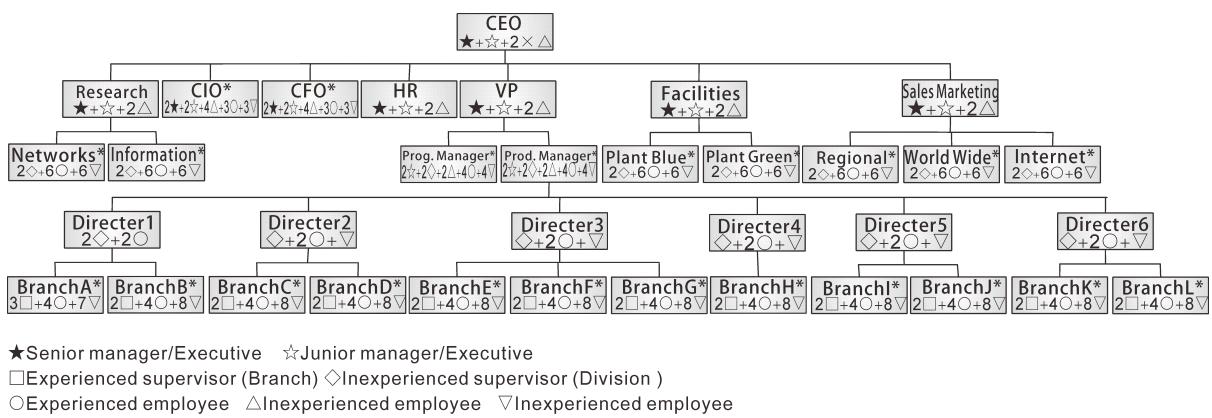 CEO
★+☆+2×△
Research
★+☆+2△
CIO*
2★+2☆+4△+3○+3▽
CFO*
2★+2☆+4△+3○+3▽
HR
★+☆+2△
VP
★+☆+2△
Facilities
★+☆+2△
Sales Marketing
★+☆+2△
Networks*
2◇+6○+6▽
Information*
2◇+6○+6▽
Prog. Manager*
2☆+2◇+2△+4○+4▽
Prod. Manager*
2☆+2◇+2△+4○+4▽
Plant Blue*
2◇+6○+6▽
Plant Green*
2◇+6○+6▽
Regional*
2◇+6○+6▽
World Wide*
2◇+6○+6▽
Internet*
2◇+6○+6▽
Directer1
2◇+2○
Directer2
◇+2○+▽
Directer3
◇+2○+▽
Directer4
◇+2○+▽
Directer5
◇+2○+▽
Directer6
◇+2○+▽
BranchA*
3□+4○+7▽
BranchB*
2□+4○+8▽
BranchC*
2□+4○+8▽
BranchD*
2□+4○+8▽
BranchE*
2□+4○+8▽
BranchF*
2□+4○+8▽
BranchG*
2□+4○+8▽
BranchH*
2□+4○+8▽
BranchI*
2□+4○+8▽
BranchJ*
2□+4○+8▽
BranchK*
2□+4○+8▽
BranchL*
2□+4○+8▽
★Senior manager/Executive ☆Junior manager/Executive
□Experienced supervisor (Branch) ◇Inexperienced supervisor (Division )
○Experienced employee △Inexperienced employee ▽Inexperienced employee